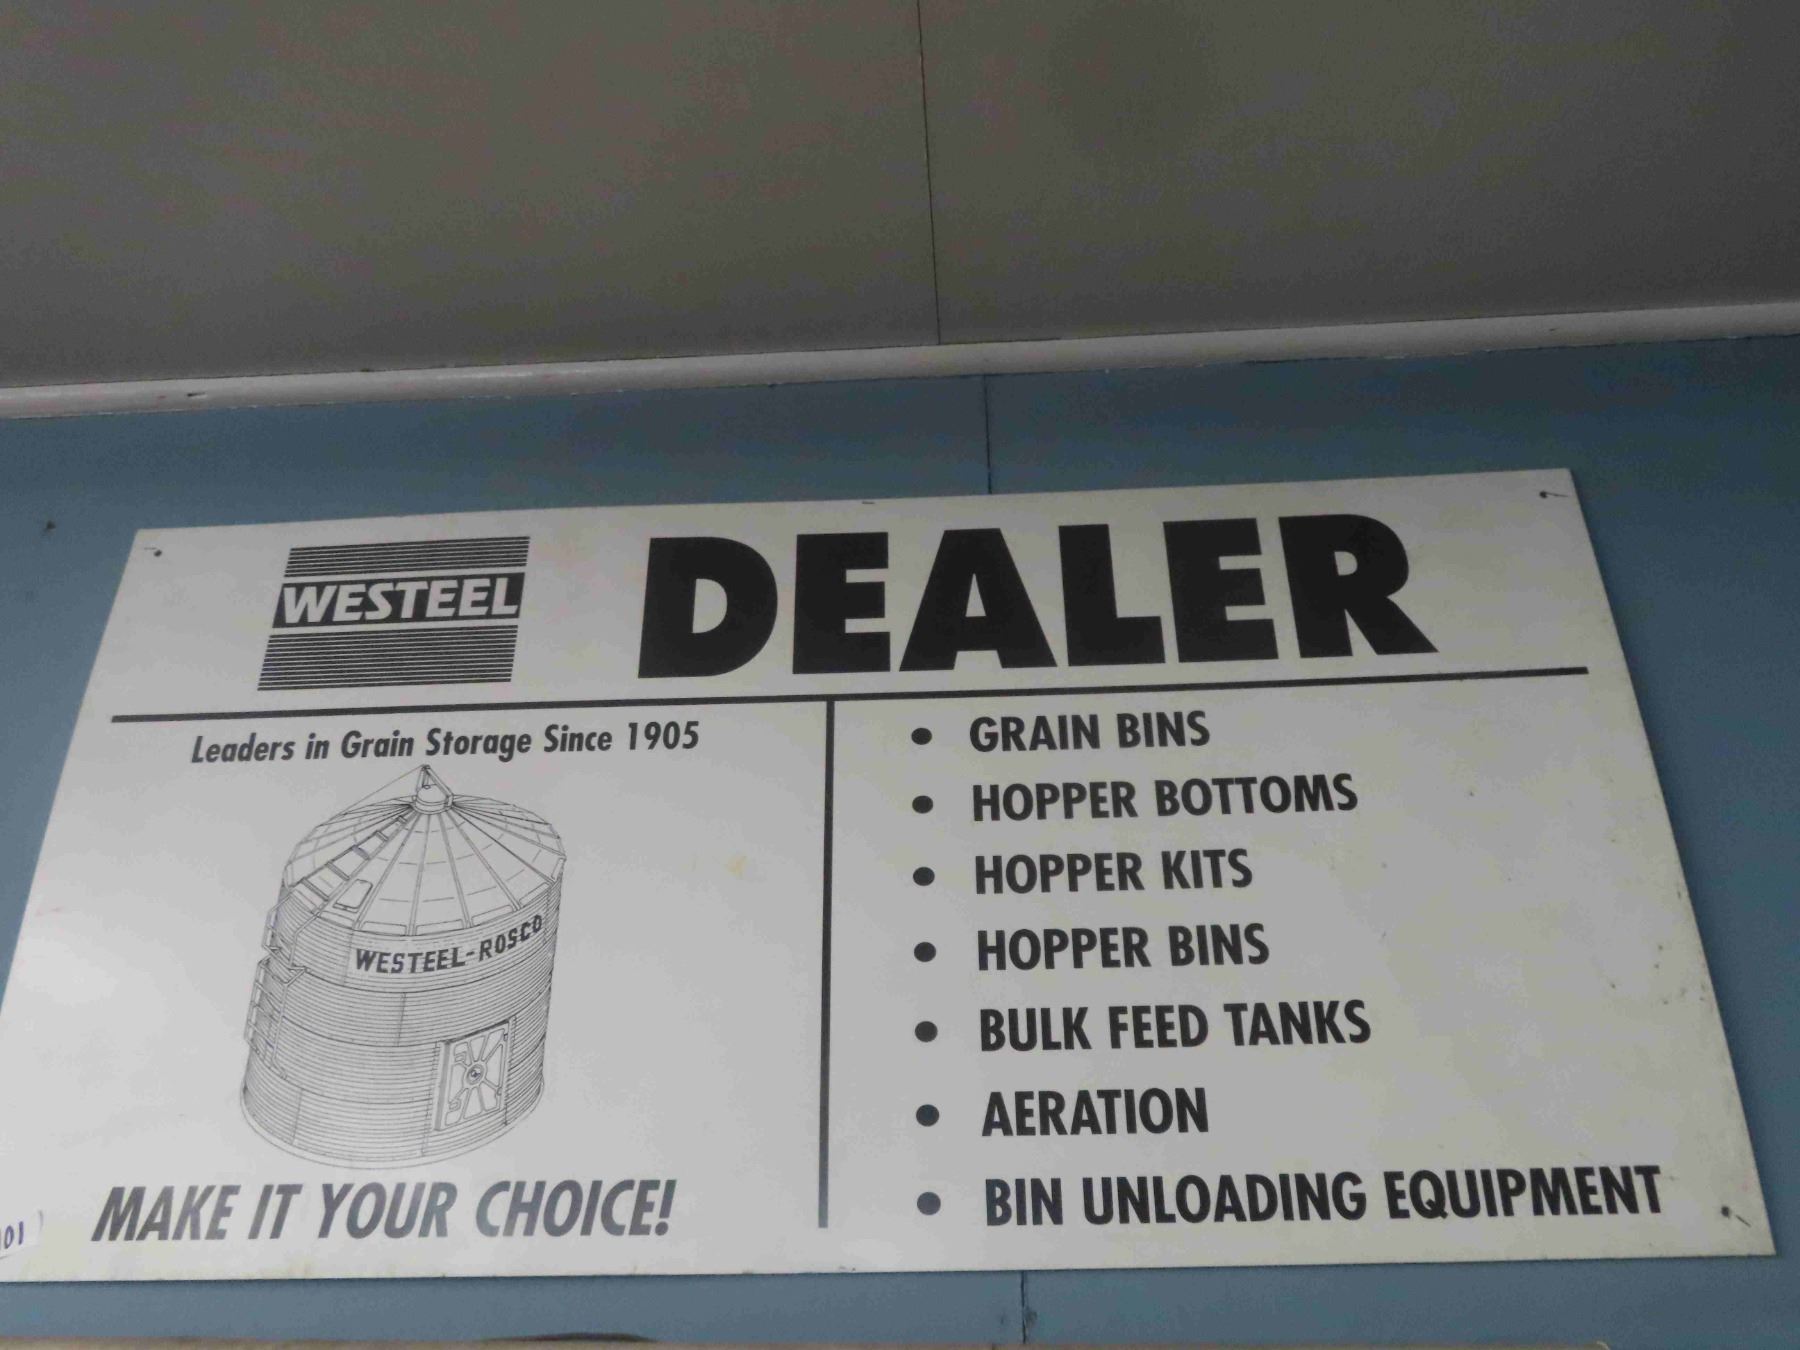 WESTEEL DEALER
Leaders in Grain Storage Since 1905
WESTEEL-ROSCO
MAKE IT YOUR CHOICE!
• GRAIN BINS
• HOPPER BOTTOMS
• HOPPER KITS
• HOPPER BINS
• BULK FEED TANKS
• AERATION
• BIN UNLOADING EQUIPMENT